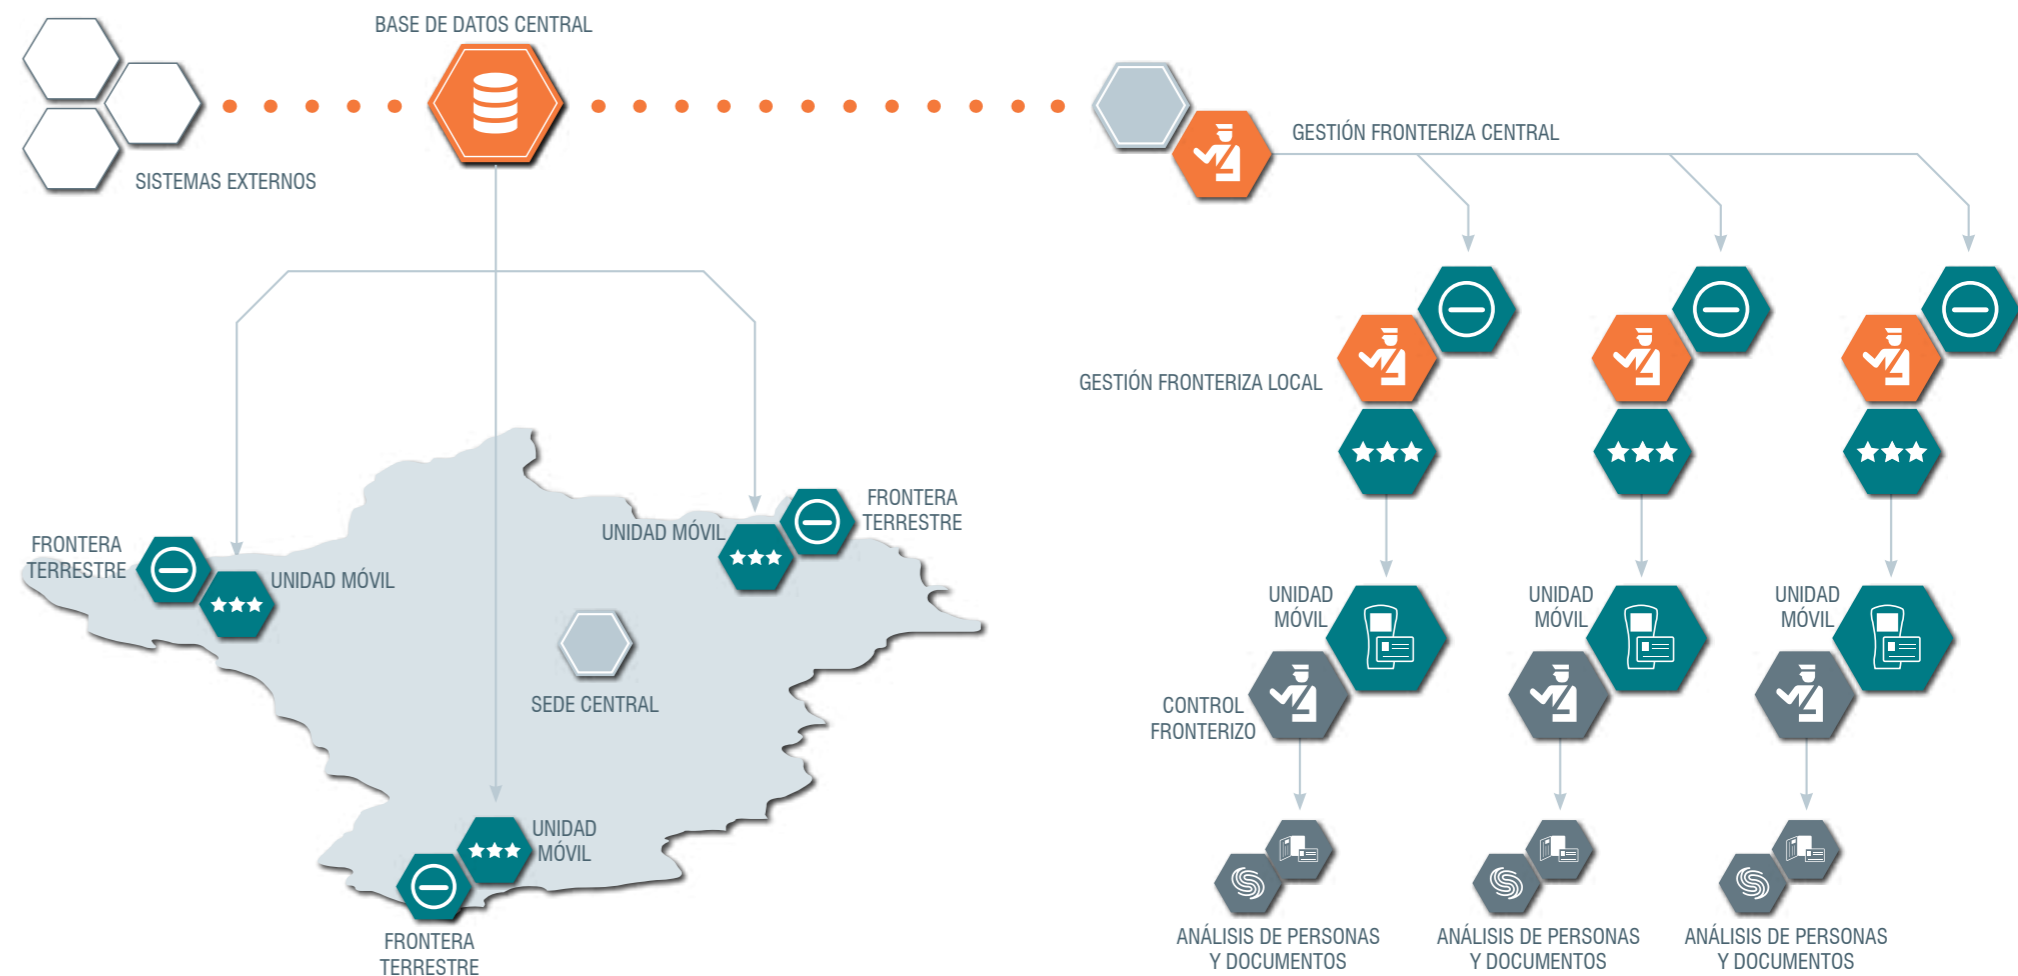 BASE DE DATOS CENTRAL
SISTEMAS EXTERNOS
GESTIÓN FRONTERIZA CENTRAL
GESTIÓN FRONTERIZA LOCAL
FRONTERA
TERRESTRE
UNIDAD MÓVIL
UNIDAD MÓVIL
FRONTERA
TERRESTRE
SEDE CENTRAL
UNIDAD
MÓVIL
FRONTERA
TERRESTRE
UNIDAD
MÓVIL
UNIDAD
MÓVIL
UNIDAD
MÓVIL
CONTROL
FRONTERIZO
ANÁLISIS DE PERSONAS
Y DOCUMENTOS
ANÁLISIS DE PERSONAS
Y DOCUMENTOS
ANÁLISIS DE PERSONAS
Y DOCUMENTOS